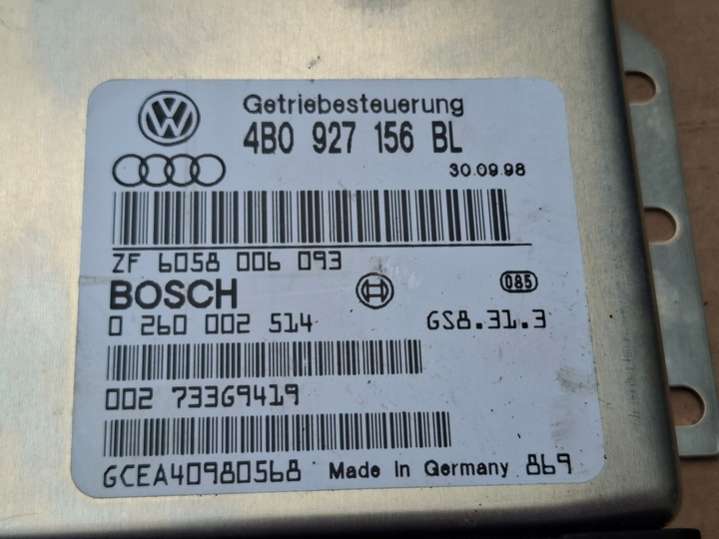 Getriebesteuerung
4B0 927 156 BL
30.09.98
ZF 6058 006 093
085
BOSCH
0 260 002 514
GS8.31.3
002 73369419
GCEA40980568 Made in Germany 869